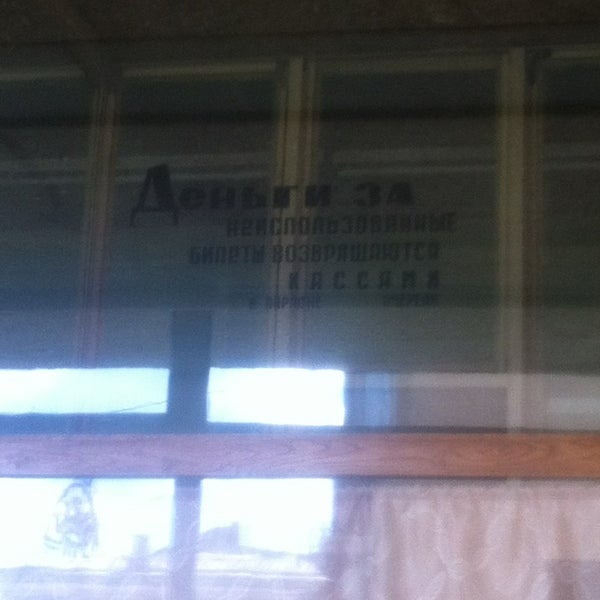 Деньги за
неиспользованные
билеты возвращаются
кассами